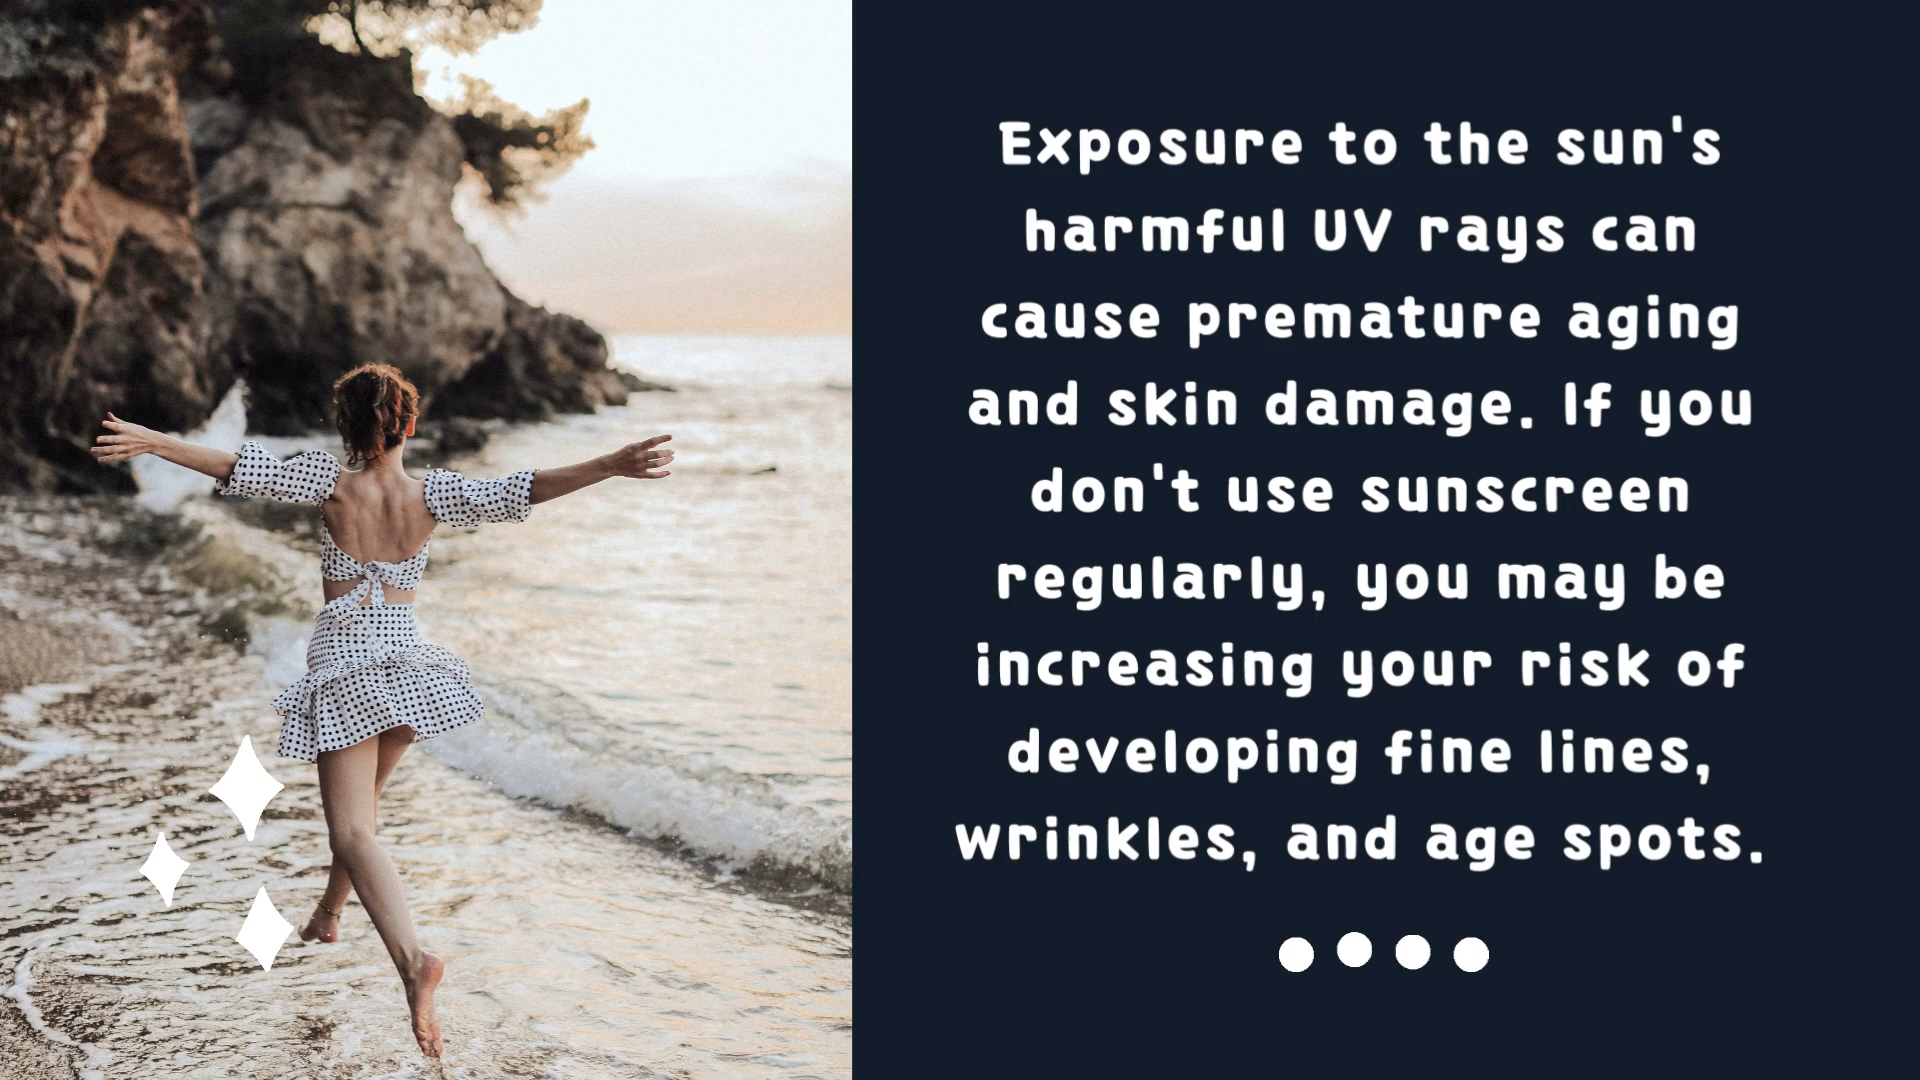 Exposure to the sun's
harmful UV rays can
cause premature aging
and skin damage. If you
don't use sunscreen
regularly, you may be
increasing your risk of
developing fine lines,
wrinkles, and age spots.